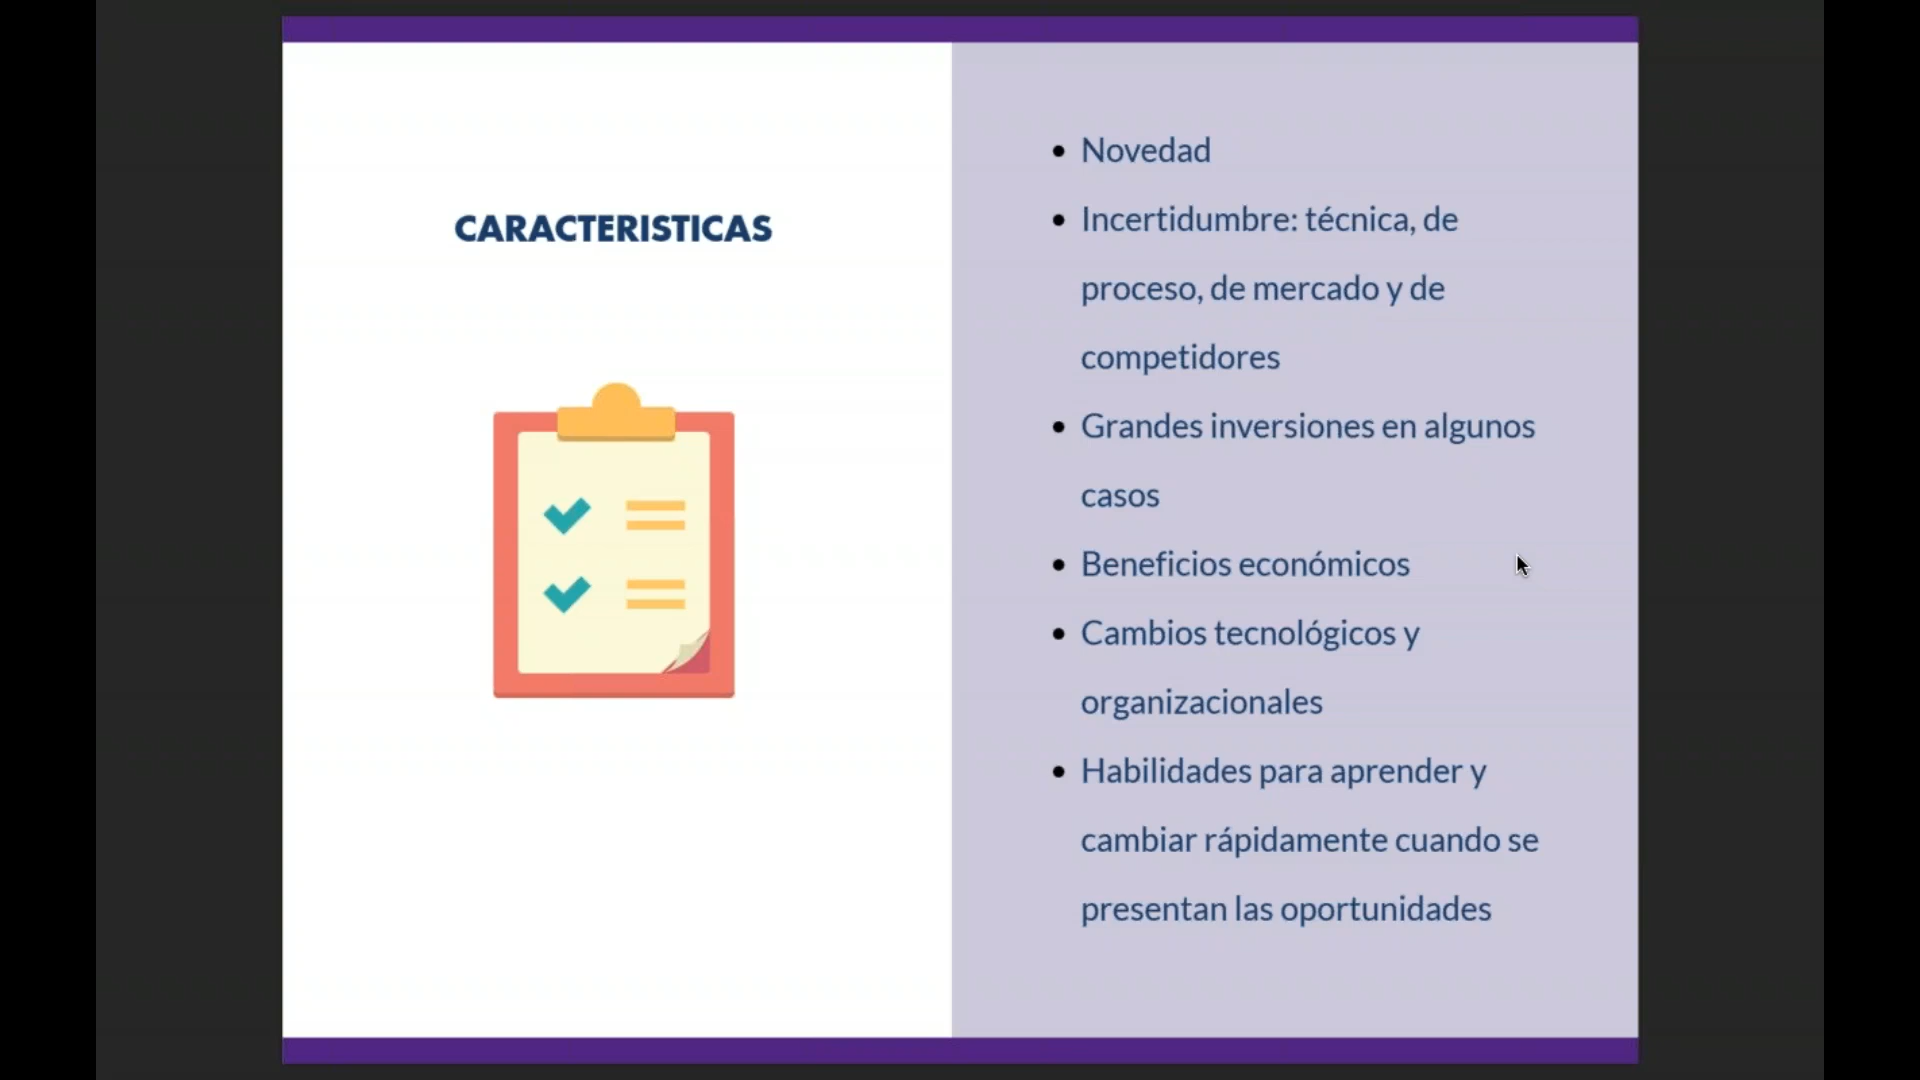 CARACTERISTICAS
• Novedad
• Incertidumbre: técnica, de
proceso, de mercado y de
competidores
• Grandes inversiones en algunos
casos
• Beneficios económicos
• Cambios tecnológicos y
organizacionales
• Habilidades para aprender y
cambiar rápidamente cuando se
presentan las oportunidades